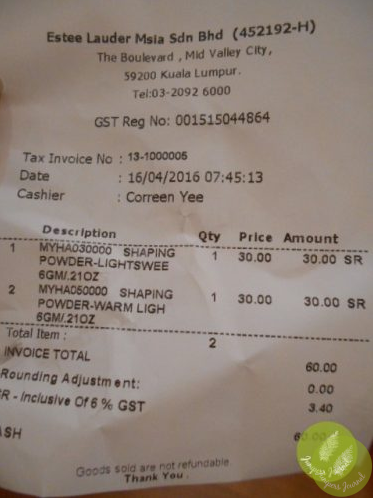 Estee Lauder Msia Sdn Bhd (452192-H)
The Boulevard , Mid Valley City,
59200 Kuala Lumpur.
Tel:03-2092 6000
GST Reg No: 001515044864
Tax Invoice No : 13-1000005
Date : 16/04/2016 07:45:13
Cashier : Correen Yee
Description Qty Price Amount
1 MYHA030000 SHAPING 1 30.00 30.00 SR
POWDER-LIGHTSWEE
6GM/.21OZ
2 MYHA050000 SHAPING 1 30.00 30.00 SR
POWDER-WARM LIGH
6GM/.21OZ
Total Item : 2
INVOICE TOTAL 60.00
Rounding Adjustment: 0.00
SR - Inclusive Of 6 % GST 3.40
ASH 60.00
Goods sold are not refundable.
Thank You .